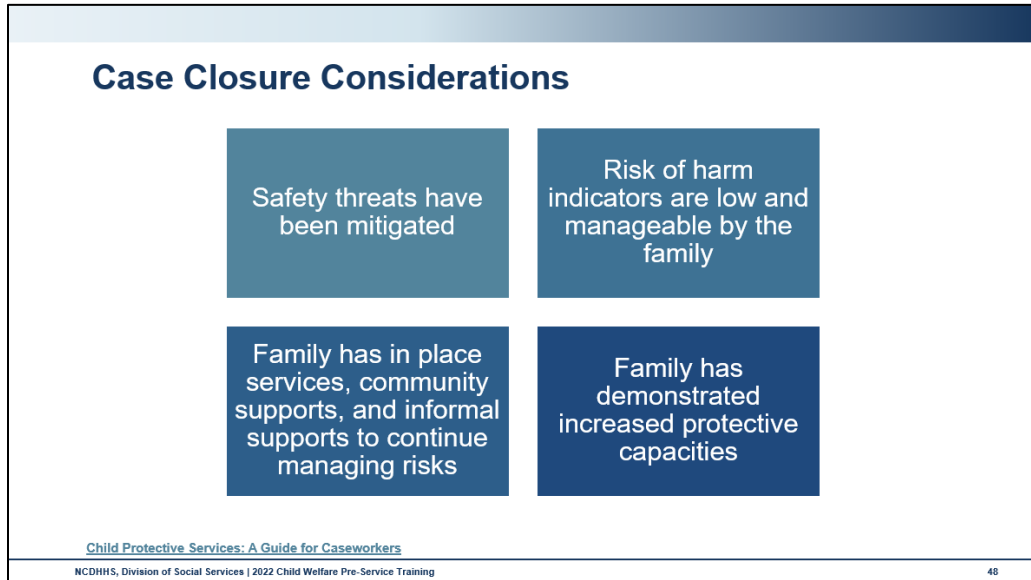 Case Closure Considerations
Safety threats have
been mitigated
Risk of harm
indicators are low and
manageable by the
family
Family has in place
services, community
supports, and informal
supports to continue
managing risks
Family has
demonstrated
increased protective
capacities
Child Protective Services: A Guide for Caseworkers
NCDHHS, Division of Social Services | 2022 Child Welfare Pre-Service Training
48